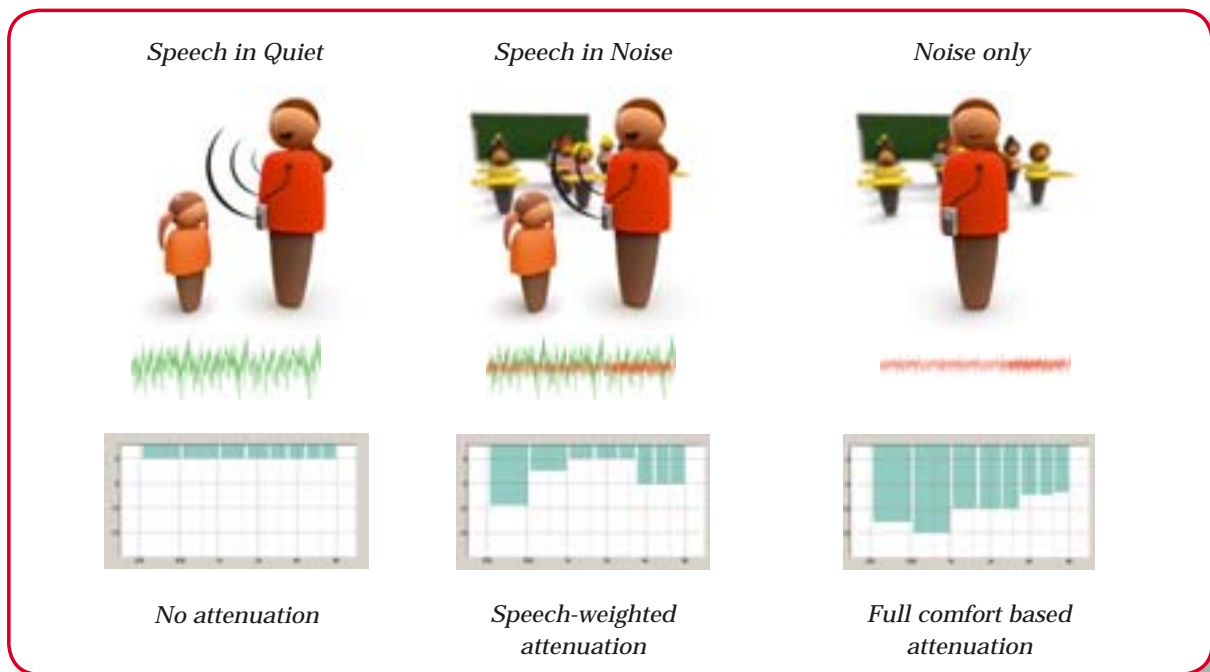 Speech in Quiet
Speech in Noise
Noise only
No attenuation
Speech-weighted
attenuation
Full comfort based
attenuation